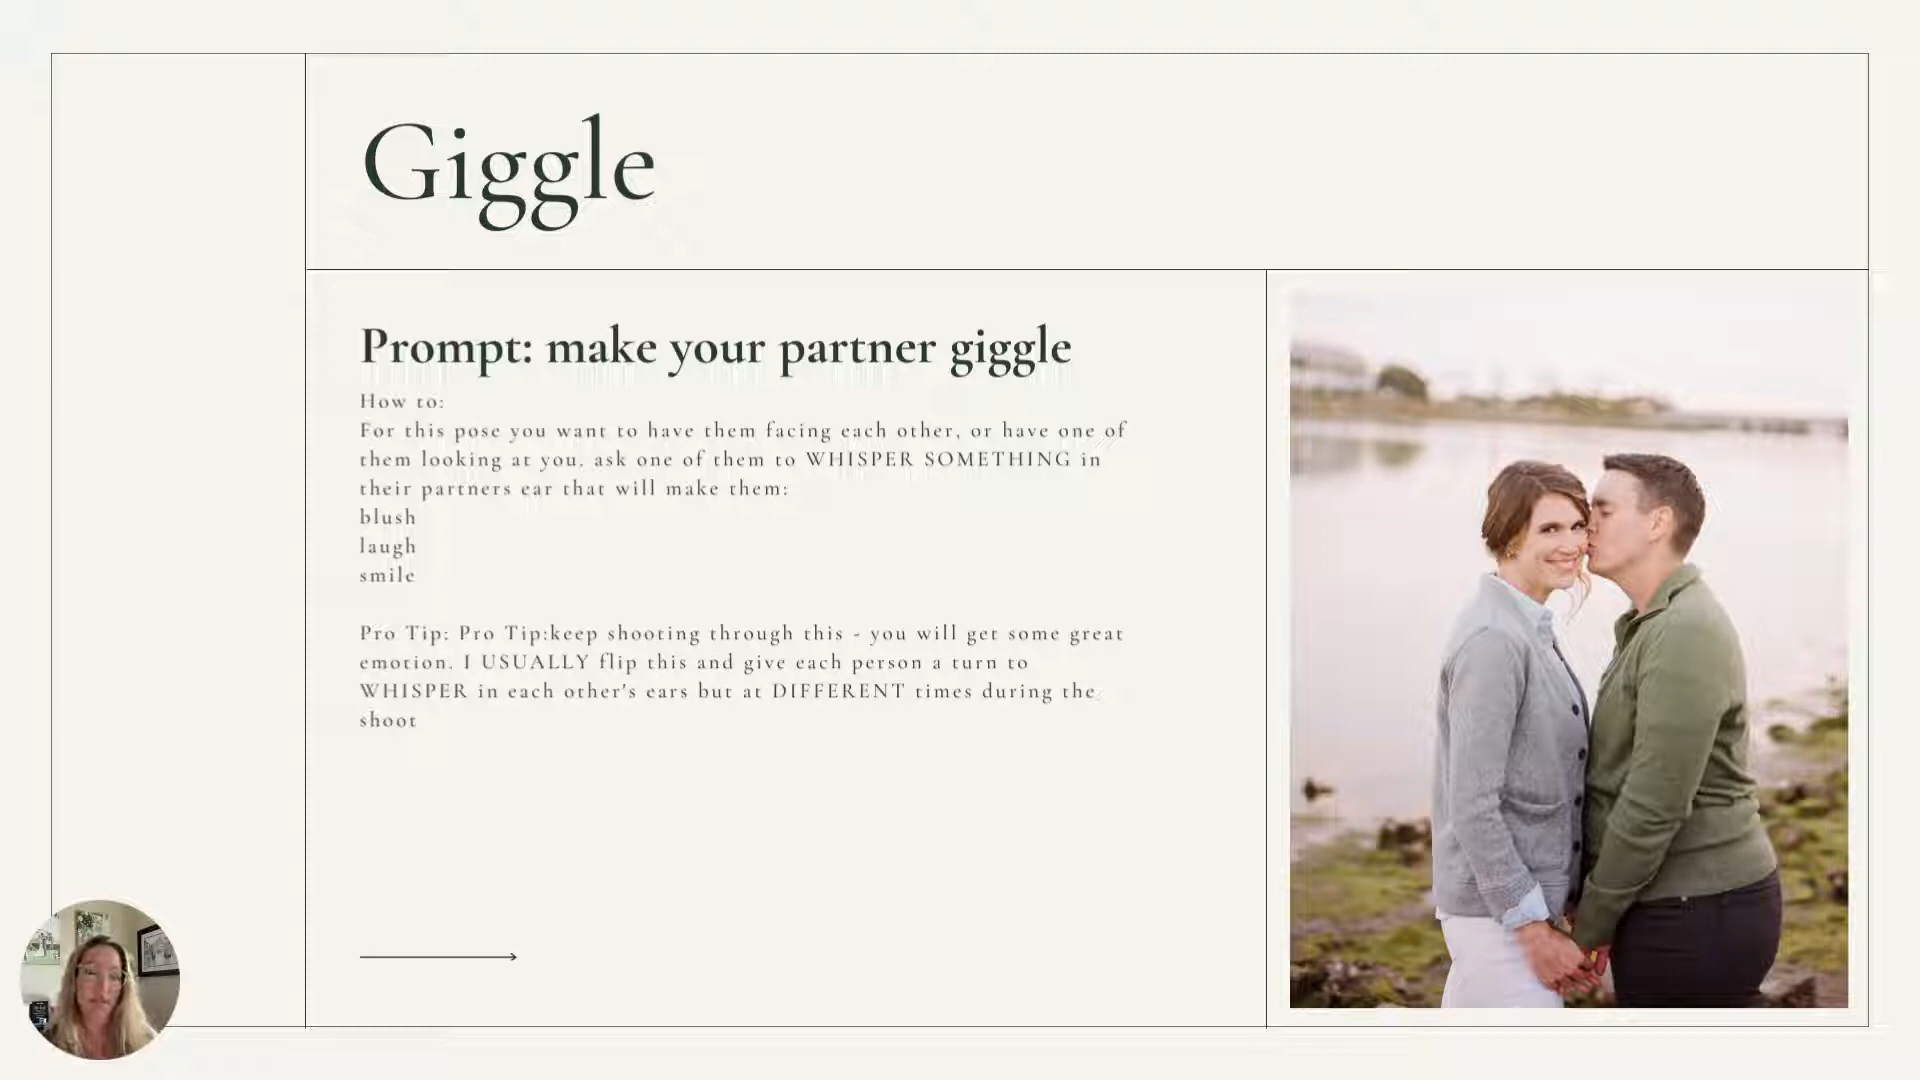 Giggle
Prompt: make your partner giggle
How to:
For this pose you want to have them facing each other, or have one of
them looking at you. ask one of them to WHISPER SOMETHING in
their partners ear that will make them:
blush
laugh
smile
Pro Tip: Pro Tip:keep shooting through this - you will get some great
emotion. I USUALLY flip this and give each person a turn to
WHISPER in each other's ears but at DIFFERENT times during the
shoot